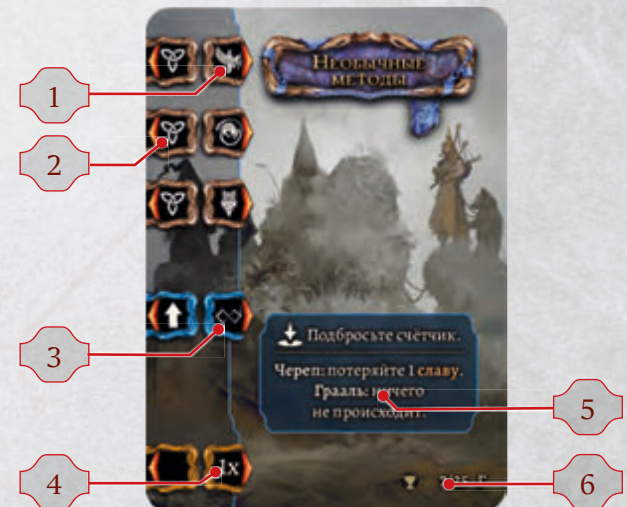 Необычные
методы
1
2
3
4
1x
Подбросьте счётчик.
Череп: потеряйте 1 славу.
Грааль: ничего
не происходит.
5
6